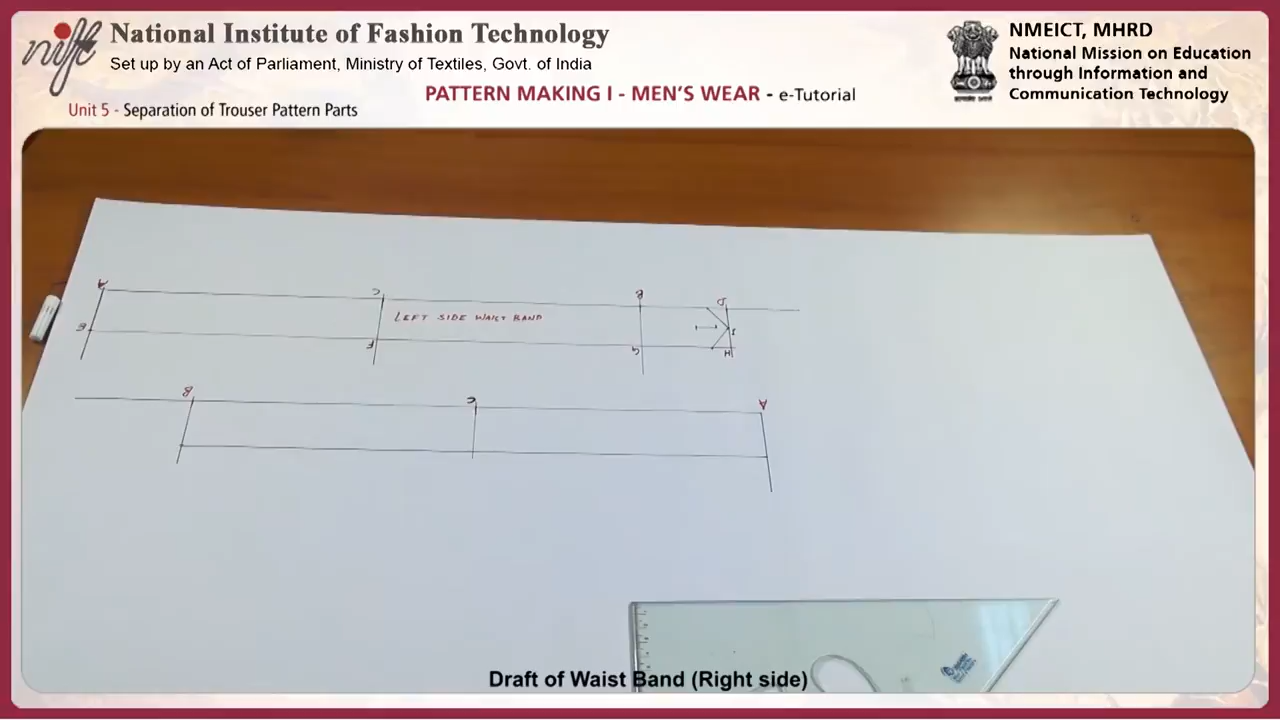 nift
National Institute of Fashion Technology
Set up by an Act of Parliament, Ministry of Textiles, Govt. of India
NMEICT, MHRD
National Mission on Education
through Information and
Communication Technology
PATTERN MAKING I - MEN'S WEAR - e-Tutorial
Unit 5 - Separation of Trouser Pattern Parts
A C B D
LEFT SIDE WAIST BAND
E F G H I
B C A
Draft of Waist Band (Right side)